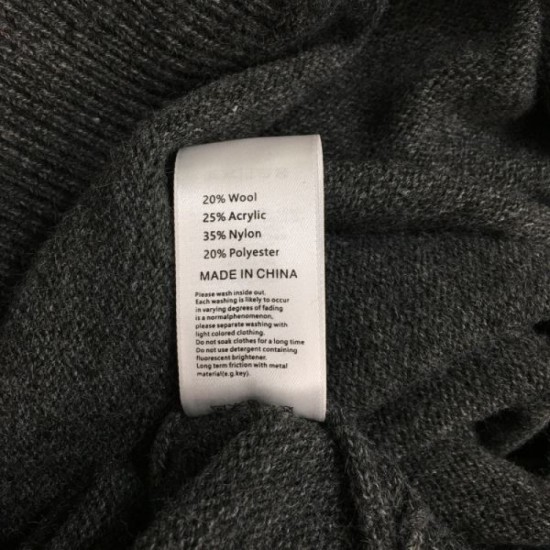 20% Wool
25% Acrylic
35% Nylon
20% Polyester
MADE IN CHINA
Please wash inside out.
Each washing is likely to occur
in varying degrees of fading
is a normalphenomenon,
please separate washing with
light colored clothing.
Do not soak clothes for a long time
Do not use detergent containing
fluorescent brightener.
Long term friction with metal
material(e.g.key).